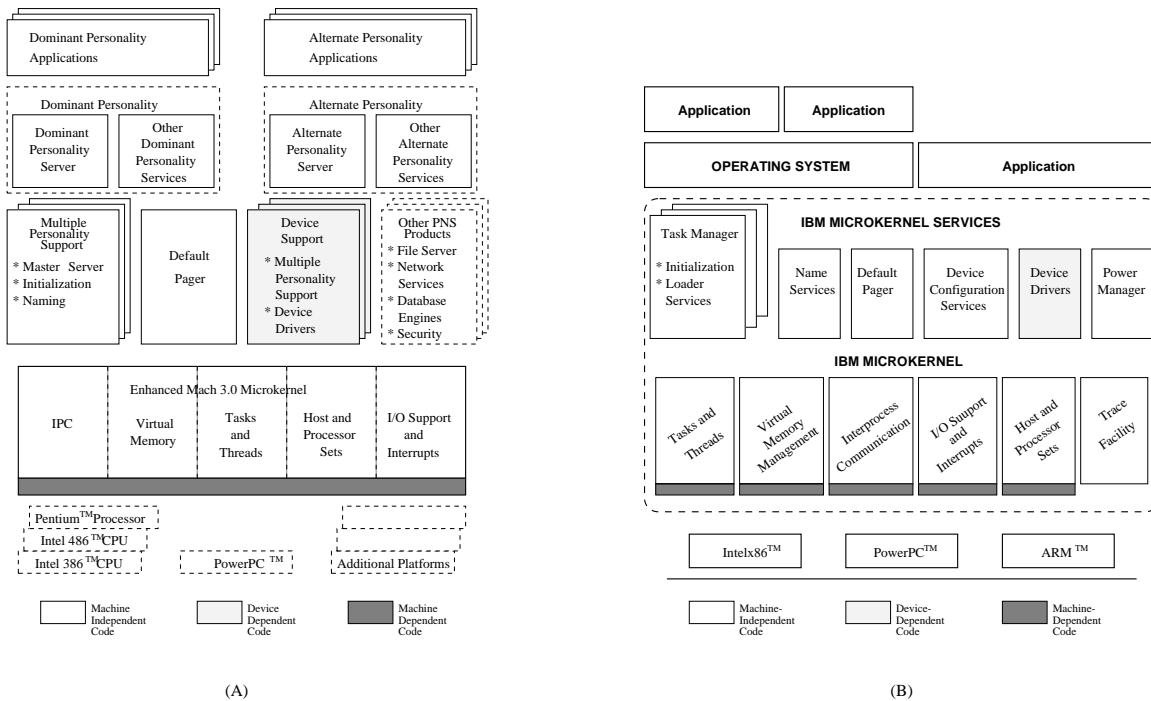 Dominant Personality
Applications
Alternate Personality
Applications
Dominant Personality
Dominant
Personality
Server
Other
Dominant
Personality
Services
Alternate Personality
Alternate
Personality
Server
Other
Alternate
Personality
Services
Multiple
Personality
Support
* Master Server
* Initialization
* Naming
Default
Pager
Device
Support
* Multiple
Personality
Support
* Device
Drivers
Other PNS
Products
* File Server
* Network
Services
* Database
Engines
* Security
Enhanced Mach 3.0 Microkernel
IPC
Virtual
Memory
Tasks
and
Threads
Host and
Processor
Sets
I/O Support
and
Interrupts
Pentium™Processor
Intel 486™CPU
Intel 386™CPU
PowerPC ™
Additional Platforms
Machine
Independent
Code
Device
Dependent
Code
Machine
Dependent
Code
(A)
Application
Application
OPERATING SYSTEM
Application
IBM MICROKERNEL SERVICES
Task Manager
* Initialization
* Loader
Services
Name
Services
Default
Pager
Device
Configuration
Services
Device
Drivers
Power
Manager
IBM MICROKERNEL
Tasks and
Threads
Virtual
Memory
Management
Interprocess
Communication
I/O Suuport
and
Interrupts
Host and
Processor
Sets
Trace
Facility
Intelx86™
PowerPC™
ARM ™
Machine-
Independent
Code
Device-
Dependent
Code
Machine-
Dependent
Code
(B)